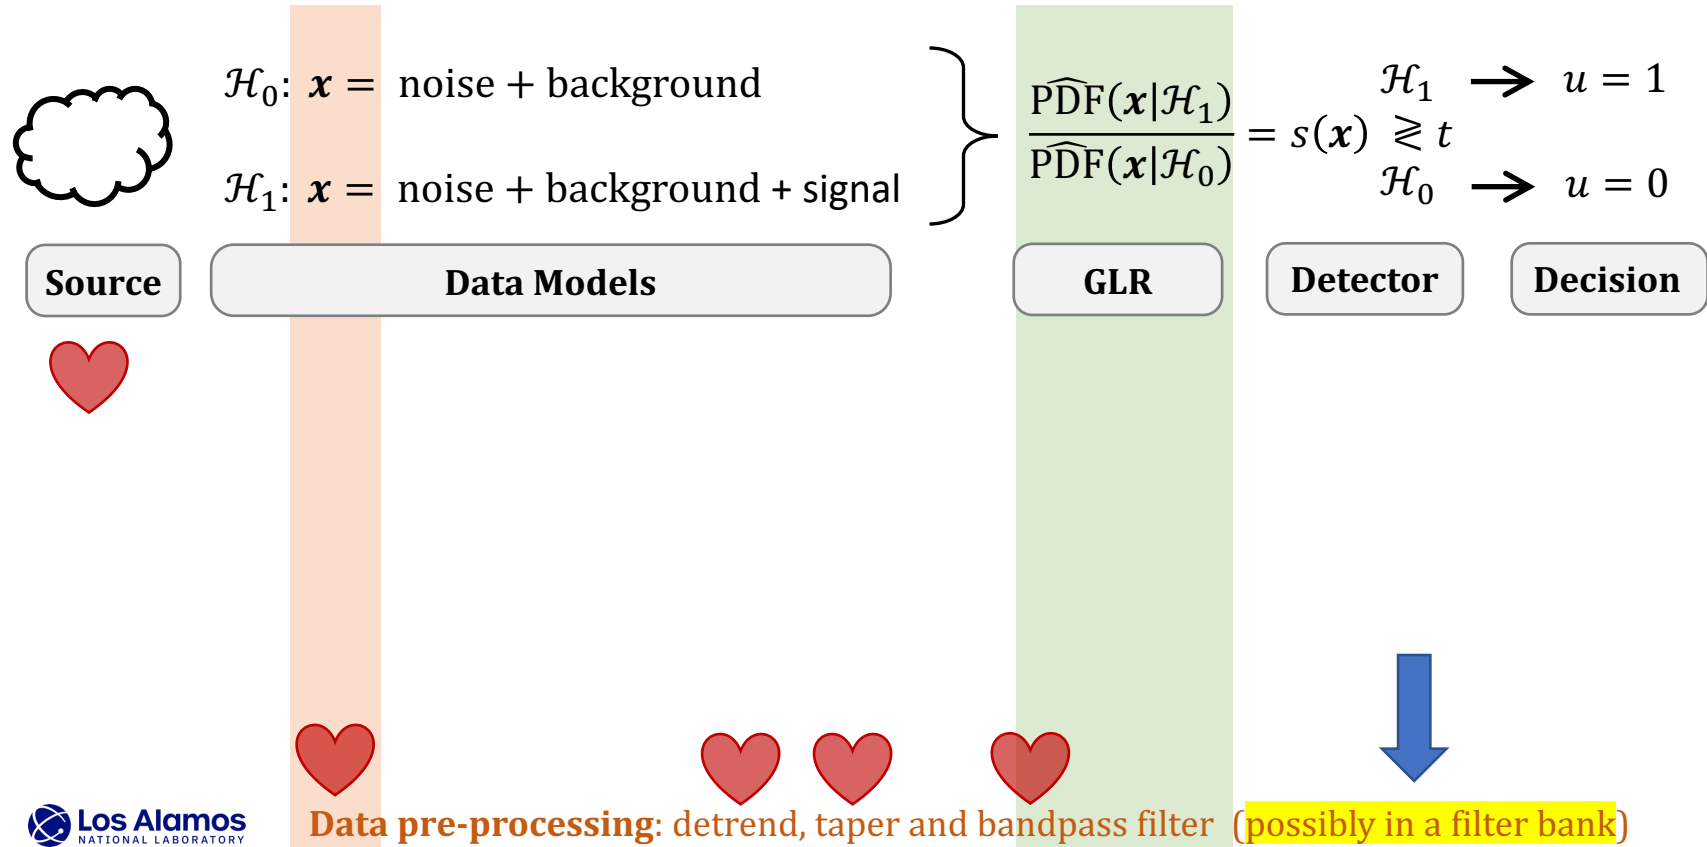 ℋ₀: 𝒙 = noise + background
ℋ₁: 𝒙 = noise + background + signal
P͡DF(𝒙|ℋ₁)
P͡DF(𝒙|ℋ₀)
= 𝑠(𝒙) ≷ 𝑡
ℋ₁ → 𝑢 = 1
ℋ₀ → 𝑢 = 0
Source
Data Models
GLR
Detector
Decision
Los Alamos
NATIONAL LABORATORY
Data pre-processing: detrend, taper and bandpass filter (possibly in a filter bank)